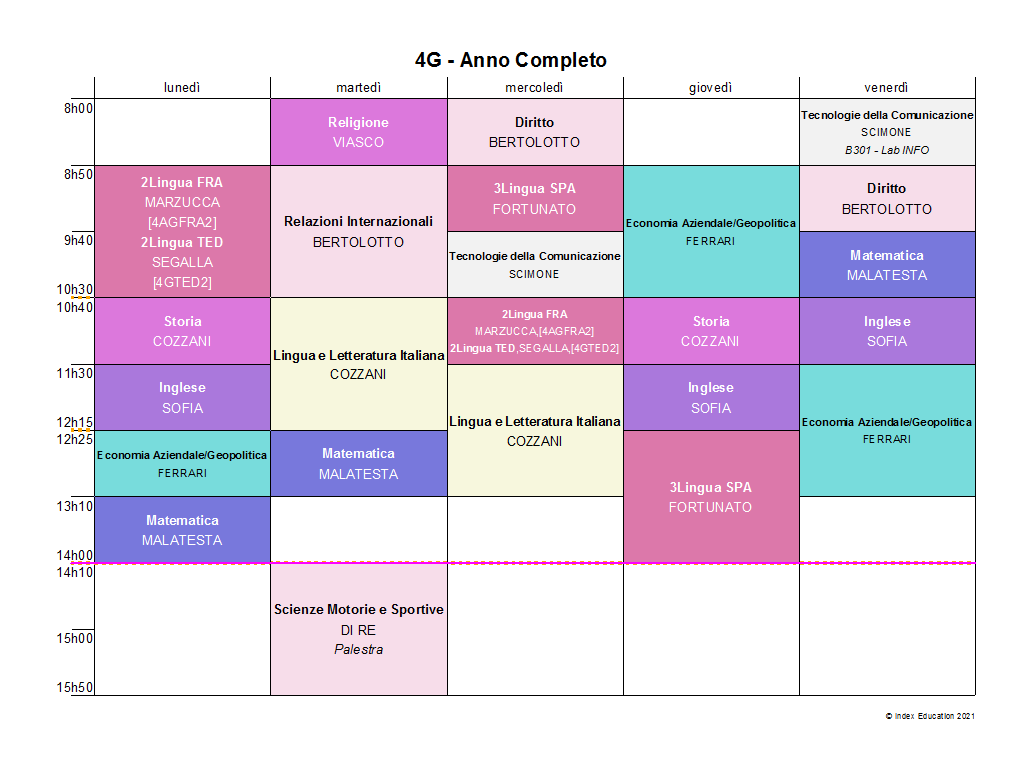 4G - Anno Completo
lunedì
martedì
mercoledì
giovedì
venerdì
8h00
Religione
VIASCO
Diritto
BERTOLOTTO
Tecnologie della Comunicazione
SCIMONE
B301 - Lab INFO
8h50
2Lingua FRA
MARZUCCA
[4AGFRA2]
2Lingua TED
SEGALLA
[4GTED2]
Relazioni Internazionali
BERTOLOTTO
3Lingua SPA
FORTUNATO
Economia Aziendale/Geopolitica
FERRARI
Diritto
BERTOLOTTO
9h40
Tecnologie della Comunicazione
SCIMONE
Matematica
MALATESTA
10h30
10h40
Storia
COZZANI
Lingua e Letteratura Italiana
COZZANI
2Lingua FRA
MARZUCCA,[4AGFRA2]
2Lingua TED,SEGALLA,[4GTED2]
Storia
COZZANI
Inglese
SOFIA
11h30
Inglese
SOFIA
Lingua e Letteratura Italiana
COZZANI
Inglese
SOFIA
Economia Aziendale/Geopolitica
FERRARI
12h15
12h25
Economia Aziendale/Geopolitica
FERRARI
Matematica
MALATESTA
3Lingua SPA
FORTUNATO
13h10
Matematica
MALATESTA
14h00
14h10
Scienze Motorie e Sportive
DI RE
Palestra
15h00
15h50
© Index Education 2021